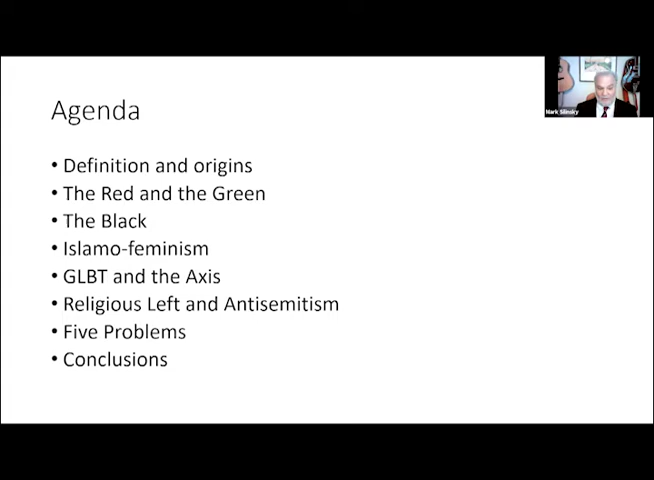 Agenda
• Definition and origins
• The Red and the Green
• The Black
• Islamo-feminism
• GLBT and the Axis
• Religious Left and Antisemitism
• Five Problems
• Conclusions
Mark Silinsky